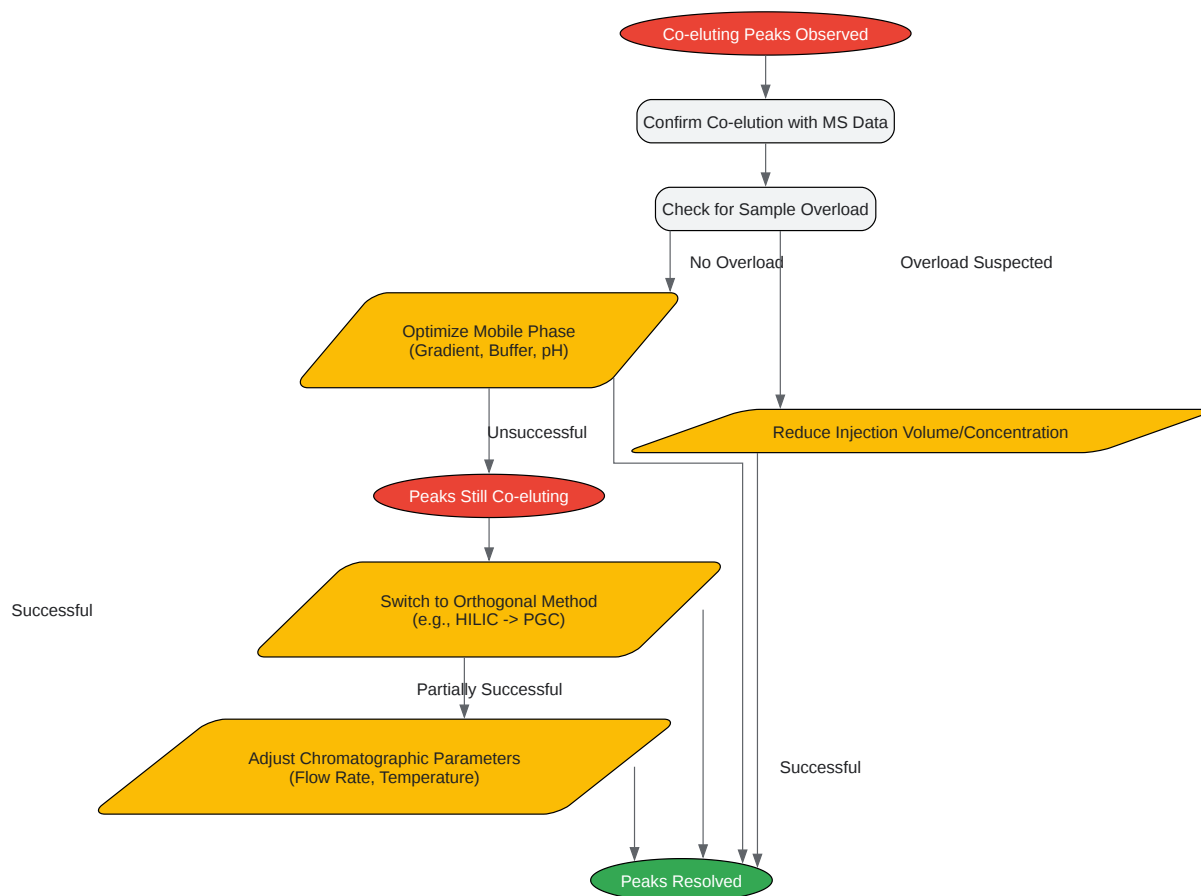 Co-eluting Peaks Observed
Confirm Co-elution with MS Data
Check for Sample Overload
No Overload
Overload Suspected
Optimize Mobile Phase
(Gradient, Buffer, pH)
Unsuccessful
Reduce Injection Volume/Concentration
Peaks Still Co-eluting
Switch to Orthogonal Method
(e.g., HILIC -> PGC)
Successful
Partially Successful
Adjust Chromatographic Parameters
(Flow Rate, Temperature)
Successful
Peaks Resolved